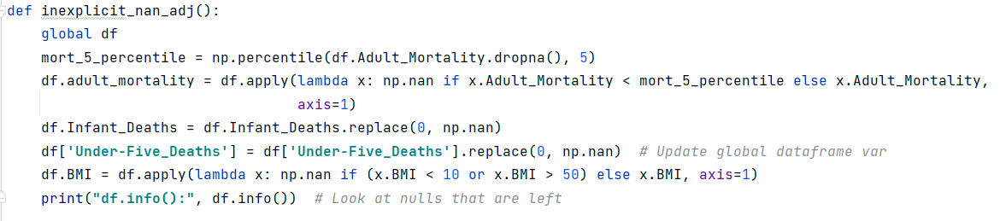 def inexplicit_nan_adj():
    global df
    mort_5_percentile = np.percentile(df.Adult_Mortality.dropna(), 5)
    df.adult_mortality = df.apply(lambda x: np.nan if x.Adult_Mortality < mort_5_percentile else x.Adult_Mortality,
                                  axis=1)
    df.Infant_Deaths = df.Infant_Deaths.replace(0, np.nan)
    df['Under-Five_Deaths'] = df['Under-Five_Deaths'].replace(0, np.nan)  # Update global dataframe var
    df.BMI = df.apply(lambda x: np.nan if (x.BMI < 10 or x.BMI > 50) else x.BMI, axis=1)
    print("df.info():", df.info())  # Look at nulls that are left